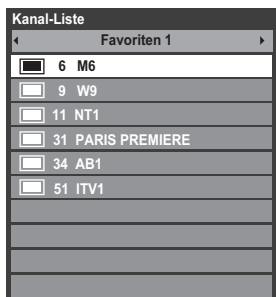 Kanal-Liste
Favoriten 1
6 M6
9 W9
11 NT1
31 PARIS PREMIERE
34 AB1
51 ITV1